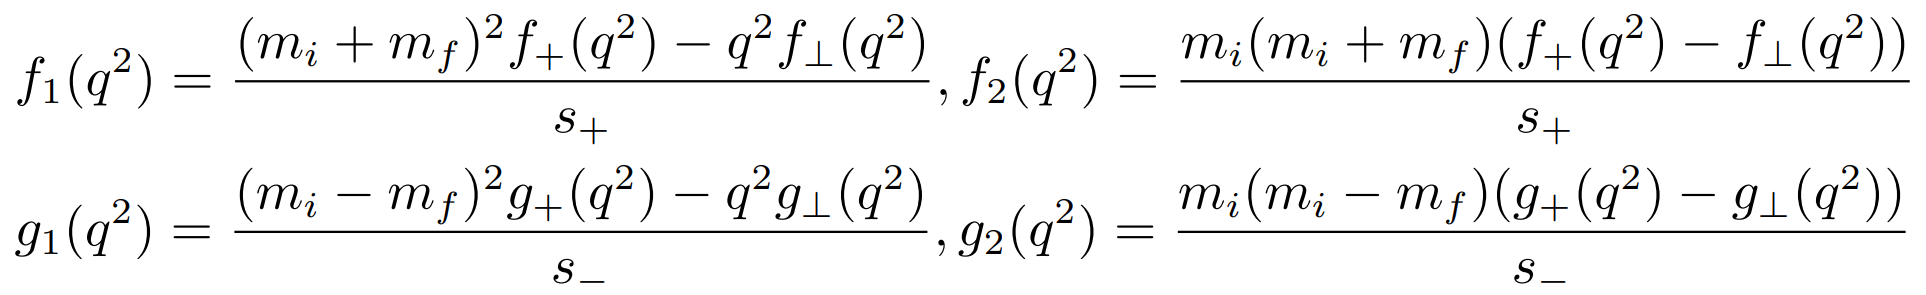 $f_1(q^2) = \frac{(m_i + m_f)^2 f_+(q^2) - q^2 f_\perp(q^2)}{s_+}, f_2(q^2) = \frac{m_i(m_i + m_f)(f_+(q^2) - f_\perp(q^2))}{s_+}$
$g_1(q^2) = \frac{(m_i - m_f)^2 g_+(q^2) - q^2 g_\perp(q^2)}{s_-}, g_2(q^2) = \frac{m_i(m_i - m_f)(g_+(q^2) - g_\perp(q^2))}{s_-}$